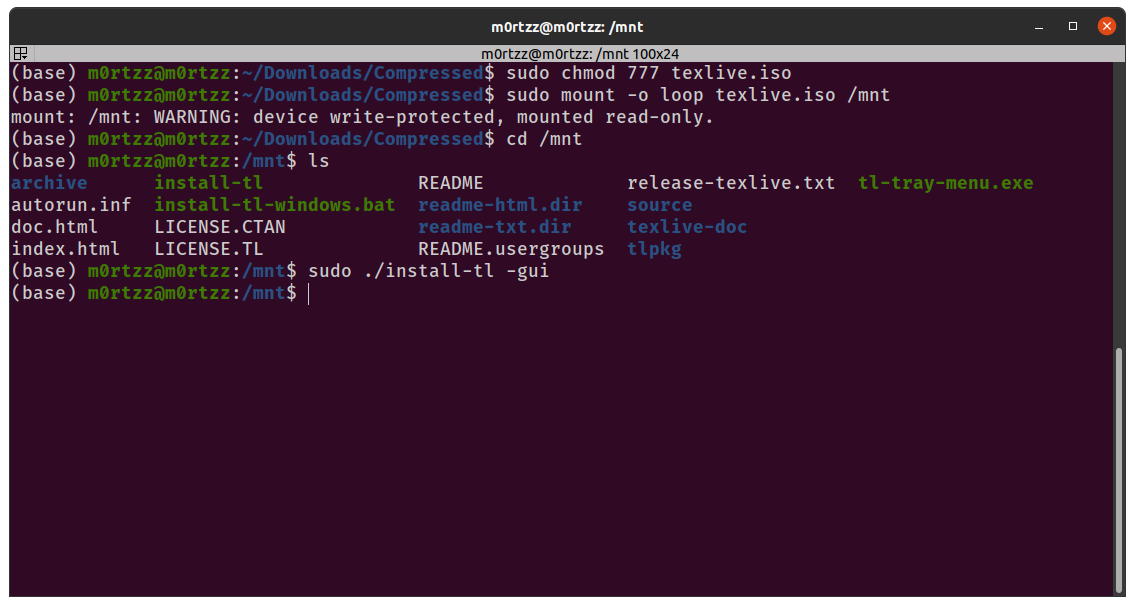 m0rtzz@m0rtzz: /mnt
m0rtzz@m0rtzz: /mnt 100x24
(base) m0rtzz@m0rtzz:~/Downloads/Compressed$ sudo chmod 777 texlive.iso
(base) m0rtzz@m0rtzz:~/Downloads/Compressed$ sudo mount -o loop texlive.iso /mnt
mount: /mnt: WARNING: device write-protected, mounted read-only.
(base) m0rtzz@m0rtzz:~/Downloads/Compressed$ cd /mnt
(base) m0rtzz@m0rtzz:/mnt$ ls
archive      install-tl              README             release-texlive.txt  tl-tray-menu.exe
autorun.inf  install-tl-windows.bat  readme-html.dir    source
doc.html     LICENSE.CTAN            readme-txt.dir     texlive-doc
index.html   LICENSE.TL              README.usergroups  tlpkg
(base) m0rtzz@m0rtzz:/mnt$ sudo ./install-tl -gui
(base) m0rtzz@m0rtzz:/mnt$